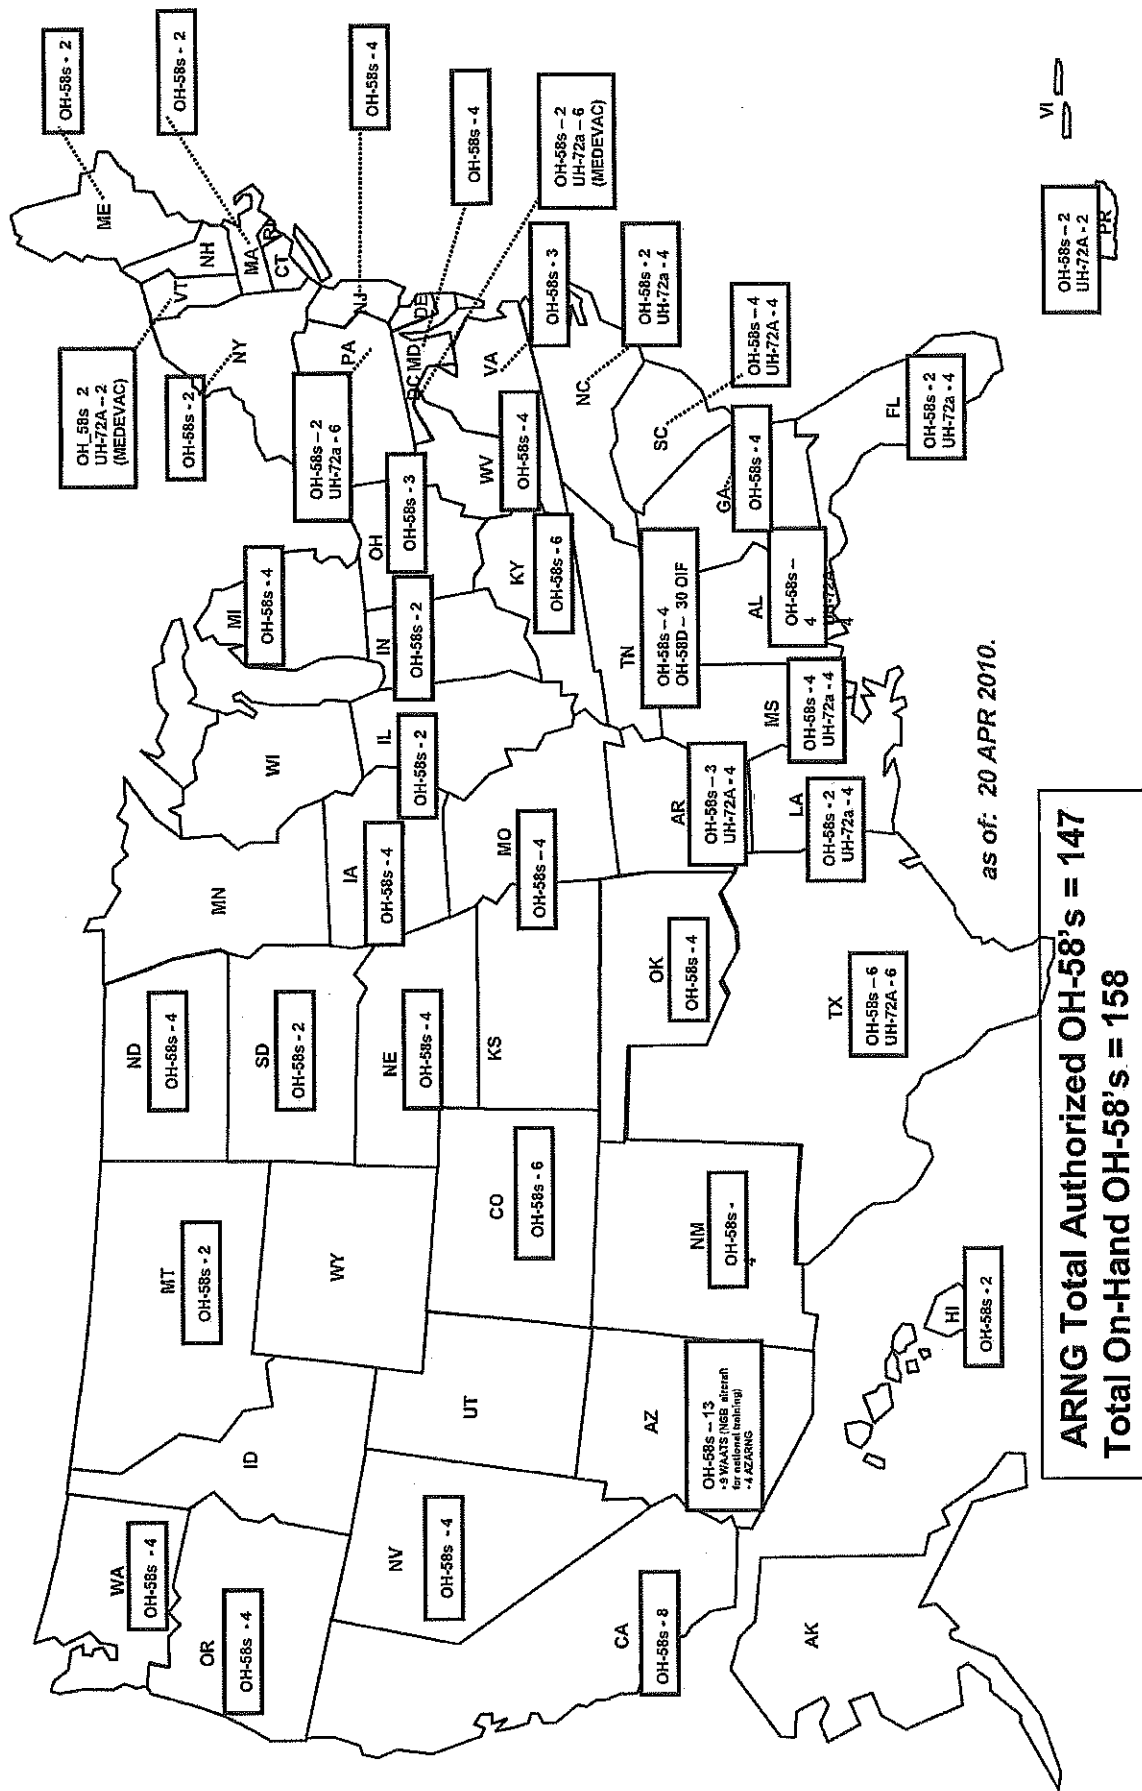 WA
OH-58s - 4
OR
OH-58s - 4
ID
MT
OH-58s - 2
WY
NV
OH-58s - 4
UT
CA
OH-58s - 8
AZ
OH-58s – 13
- 9 WAATS (NGB aircraft
for national training)
- 4 AZARNG
CO
OH-58s - 6
NM
OH-58s -
4
ND
OH-58s - 4
SD
OH-58s - 2
NE
OH-58s - 4
KS
OK
OH-58s - 4
TX
OH-58s – 6
UH-72A - 6
MN
IA
OH-58s - 4
MO
OH-58s – 4
AR
OH-58s – 3
UH-72A - 4
LA
OH-58s - 2
UH-72a - 4
WI
IL
OH-58s - 2
MI
OH-58s - 4
IN
OH-58s - 2
OH
OH-58s - 3
KY
OH-58s - 6
TN
OH-58s – 4
OH-58D – 30 OIF
MS
OH-58s - 4
UH-72a - 4
AL
OH-58s –
4
UH-72A
4
GA
OH-58s - 4
FL
OH-58s - 2
UH-72a - 4
SC
OH-58s – 4
UH-72A - 4
NC
OH-58s - 2
UH-72a - 4
VA
OH-58s - 3
WV
OH-58s - 4
DC
OH-58s – 2
UH-72a – 6
(MEDEVAC)
MD
OH-58s - 4
DE
NJ
OH-58s - 4
PA
OH-58s – 2
UH-72a - 6
NY
OH-58s - 2
VT
OH_58s 2
UH-72A – 2
(MEDEVAC)
NH
ME
OH-58s - 2
MA
OH-58s - 2
CT
RI
AK
HI
OH-58s - 2
PR
OH-58s – 2
UH-72A - 2
VI
as of: 20 APR 2010.
ARNG Total Authorized OH-58's = 147
Total On-Hand OH-58's = 158